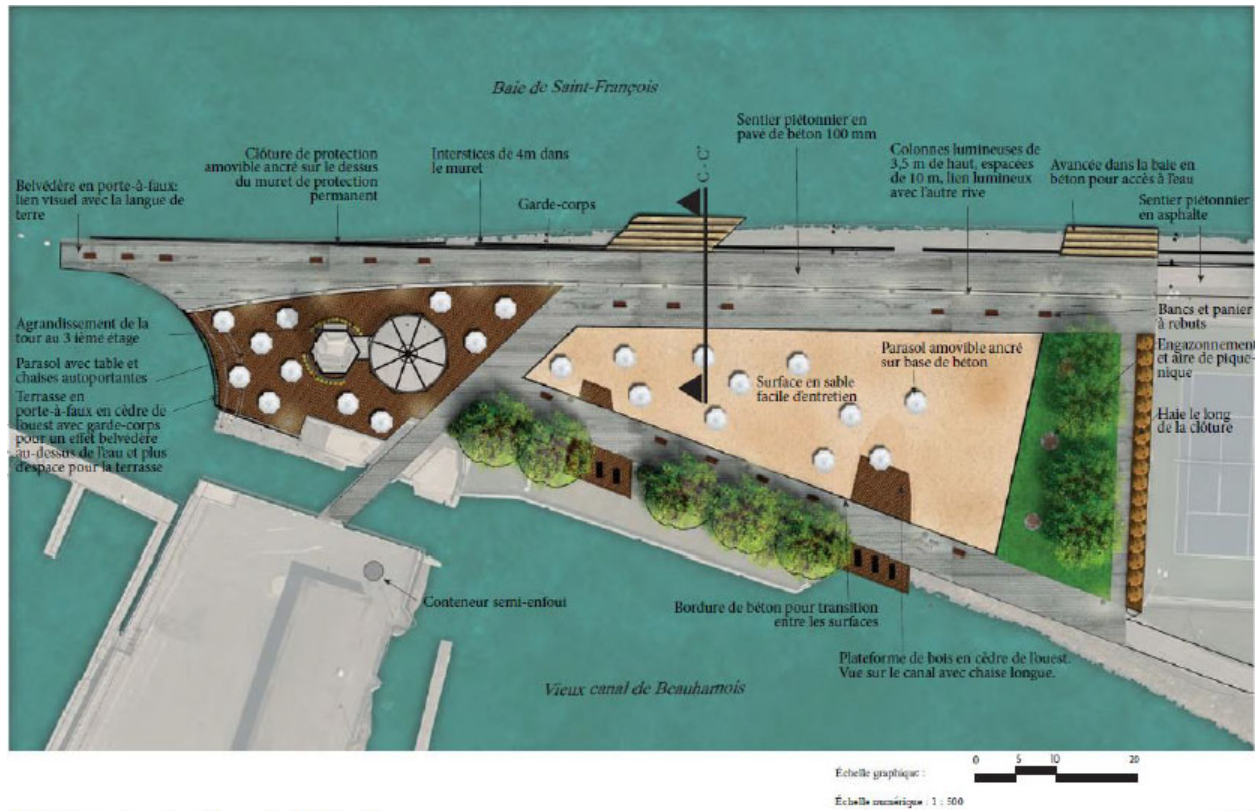 Baie de Saint-François
Sentier piétonnier en
pavé de béton 100 mm
Clôture de protection
amovible ancré sur le dessus
du muret de protection
permanent
Interstices de 4m dans
le muret
C - C'
Colonnes lumineuses de
3,5 m de haut, espacées
de 10 m, lien lumineux
avec l'autre rive
Avancée dans la baie en
béton pour accès à l'eau
Belvédère en porte-à-faux:
lien visuel avec la langue de
terre
Garde-corps
Sentier piétonnier
en asphalte
Agrandissement de la
tour au 3 ième étage
Parasol avec table et
chaises autoportantes
Terrasse en
porte-à-faux en cèdre de
l'ouest avec garde-corps
pour un effet belvédère
au-dessus de l'eau et plus
d'espace pour la terrasse
Bancs et panier
à rebuts
Engazonnement
et aire de pique-
nique
Parasol amovible ancré
sur base de béton
Surface en sable
facile d'entretien
Haie le long
de la clôture
Conteneur semi-enfoui
Bordure de béton pour transition
entre les surfaces
Plateforme de bois en cèdre de l'ouest.
Vue sur le canal avec chaise longue.
Vieux canal de Beauharnois
Échelle graphique :
0 5 10 20
Échelle numérique : 1 : 500